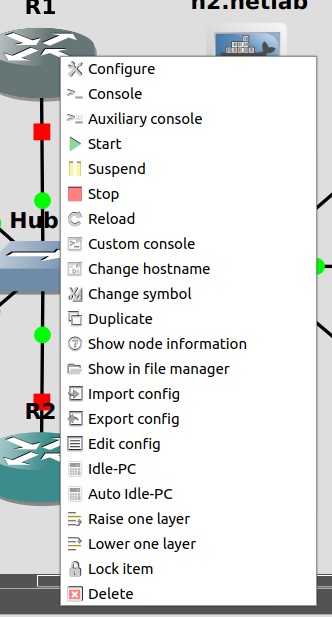 R1
h2.netlab
Configure
Console
Auxiliary console
Start
Suspend
Stop
Reload
Hub
Custom console
Change hostname
Change symbol
Duplicate
Show node information
Show in file manager
Import config
R2
Export config
Edit config
Idle-PC
Auto Idle-PC
Raise one layer
Lower one layer
Lock item
Delete